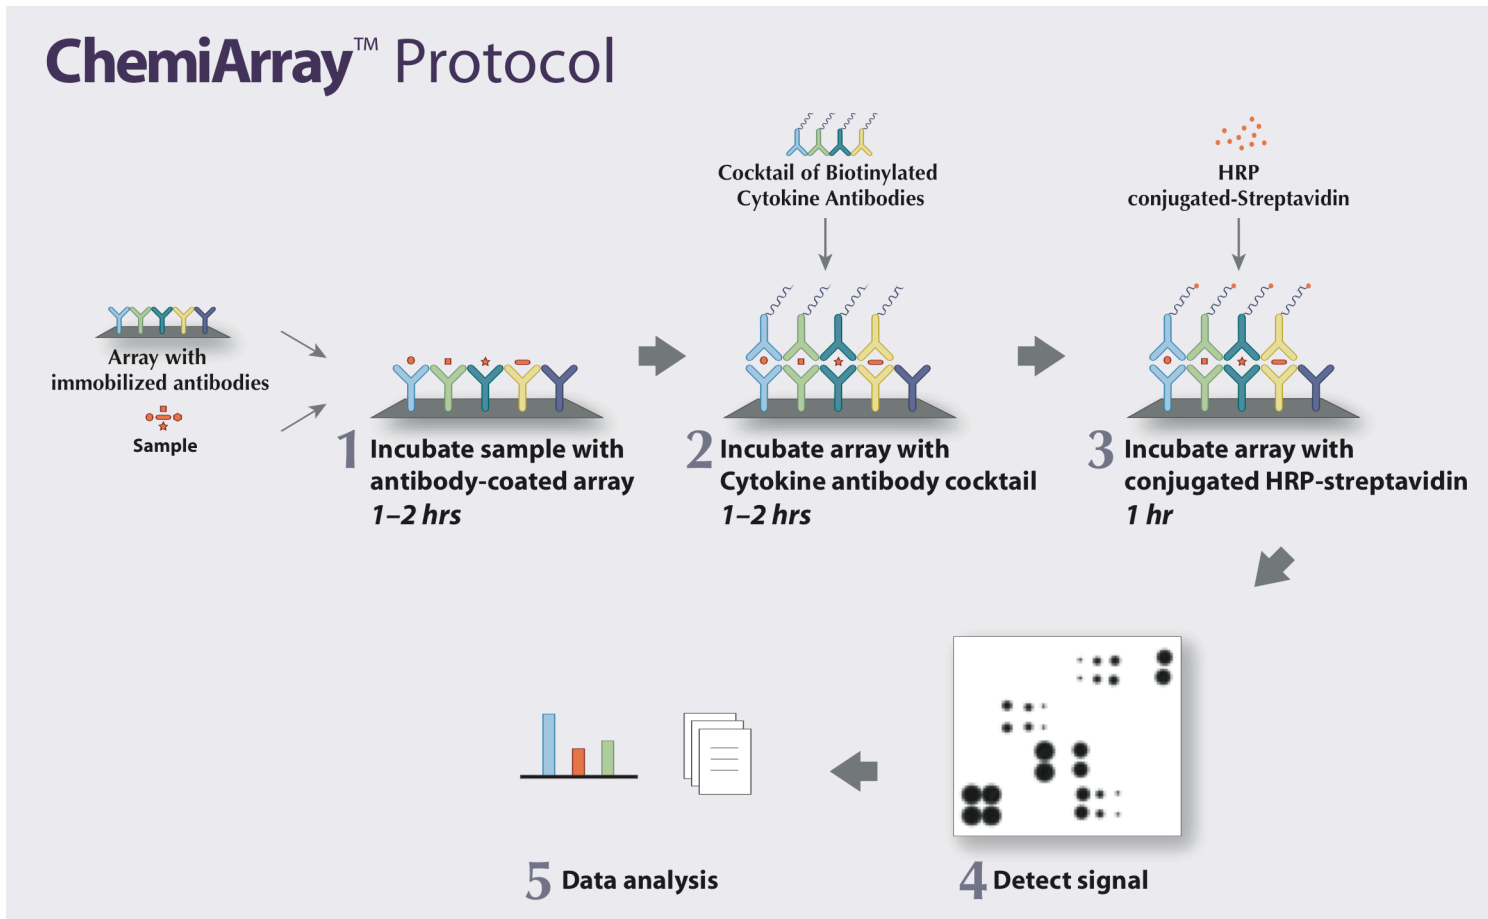 ChemiArray™ Protocol
Cocktail of Biotinylated
Cytokine Antibodies
HRP
conjugated-Streptavidin
Array with
immobilized antibodies
Sample
1 Incubate sample with
antibody-coated array
1–2 hrs
2 Incubate array with
Cytokine antibody cocktail
1–2 hrs
3 Incubate array with
conjugated HRP-streptavidin
1 hr
5 Data analysis
4 Detect signal